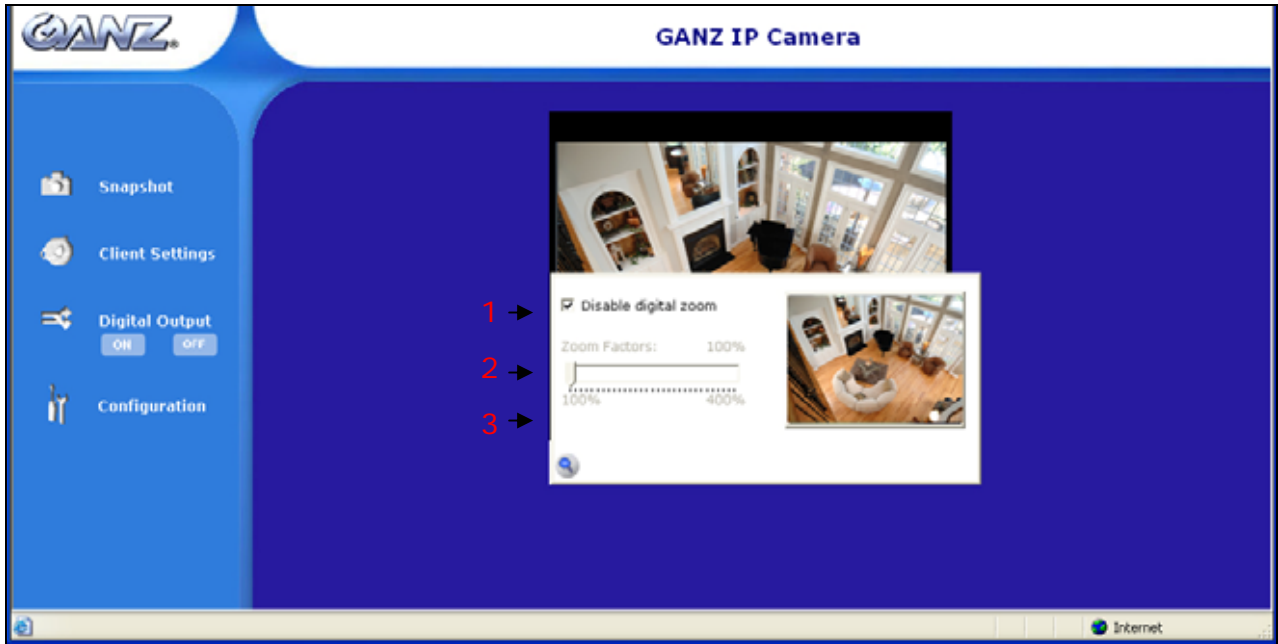 GANZ®
GANZ IP Camera
Snapshot
Client Settings
Digital Output
ON OFF
Configuration
1
Disable digital zoom
Zoom Factors: 100%
2
100% 400%
3
Internet